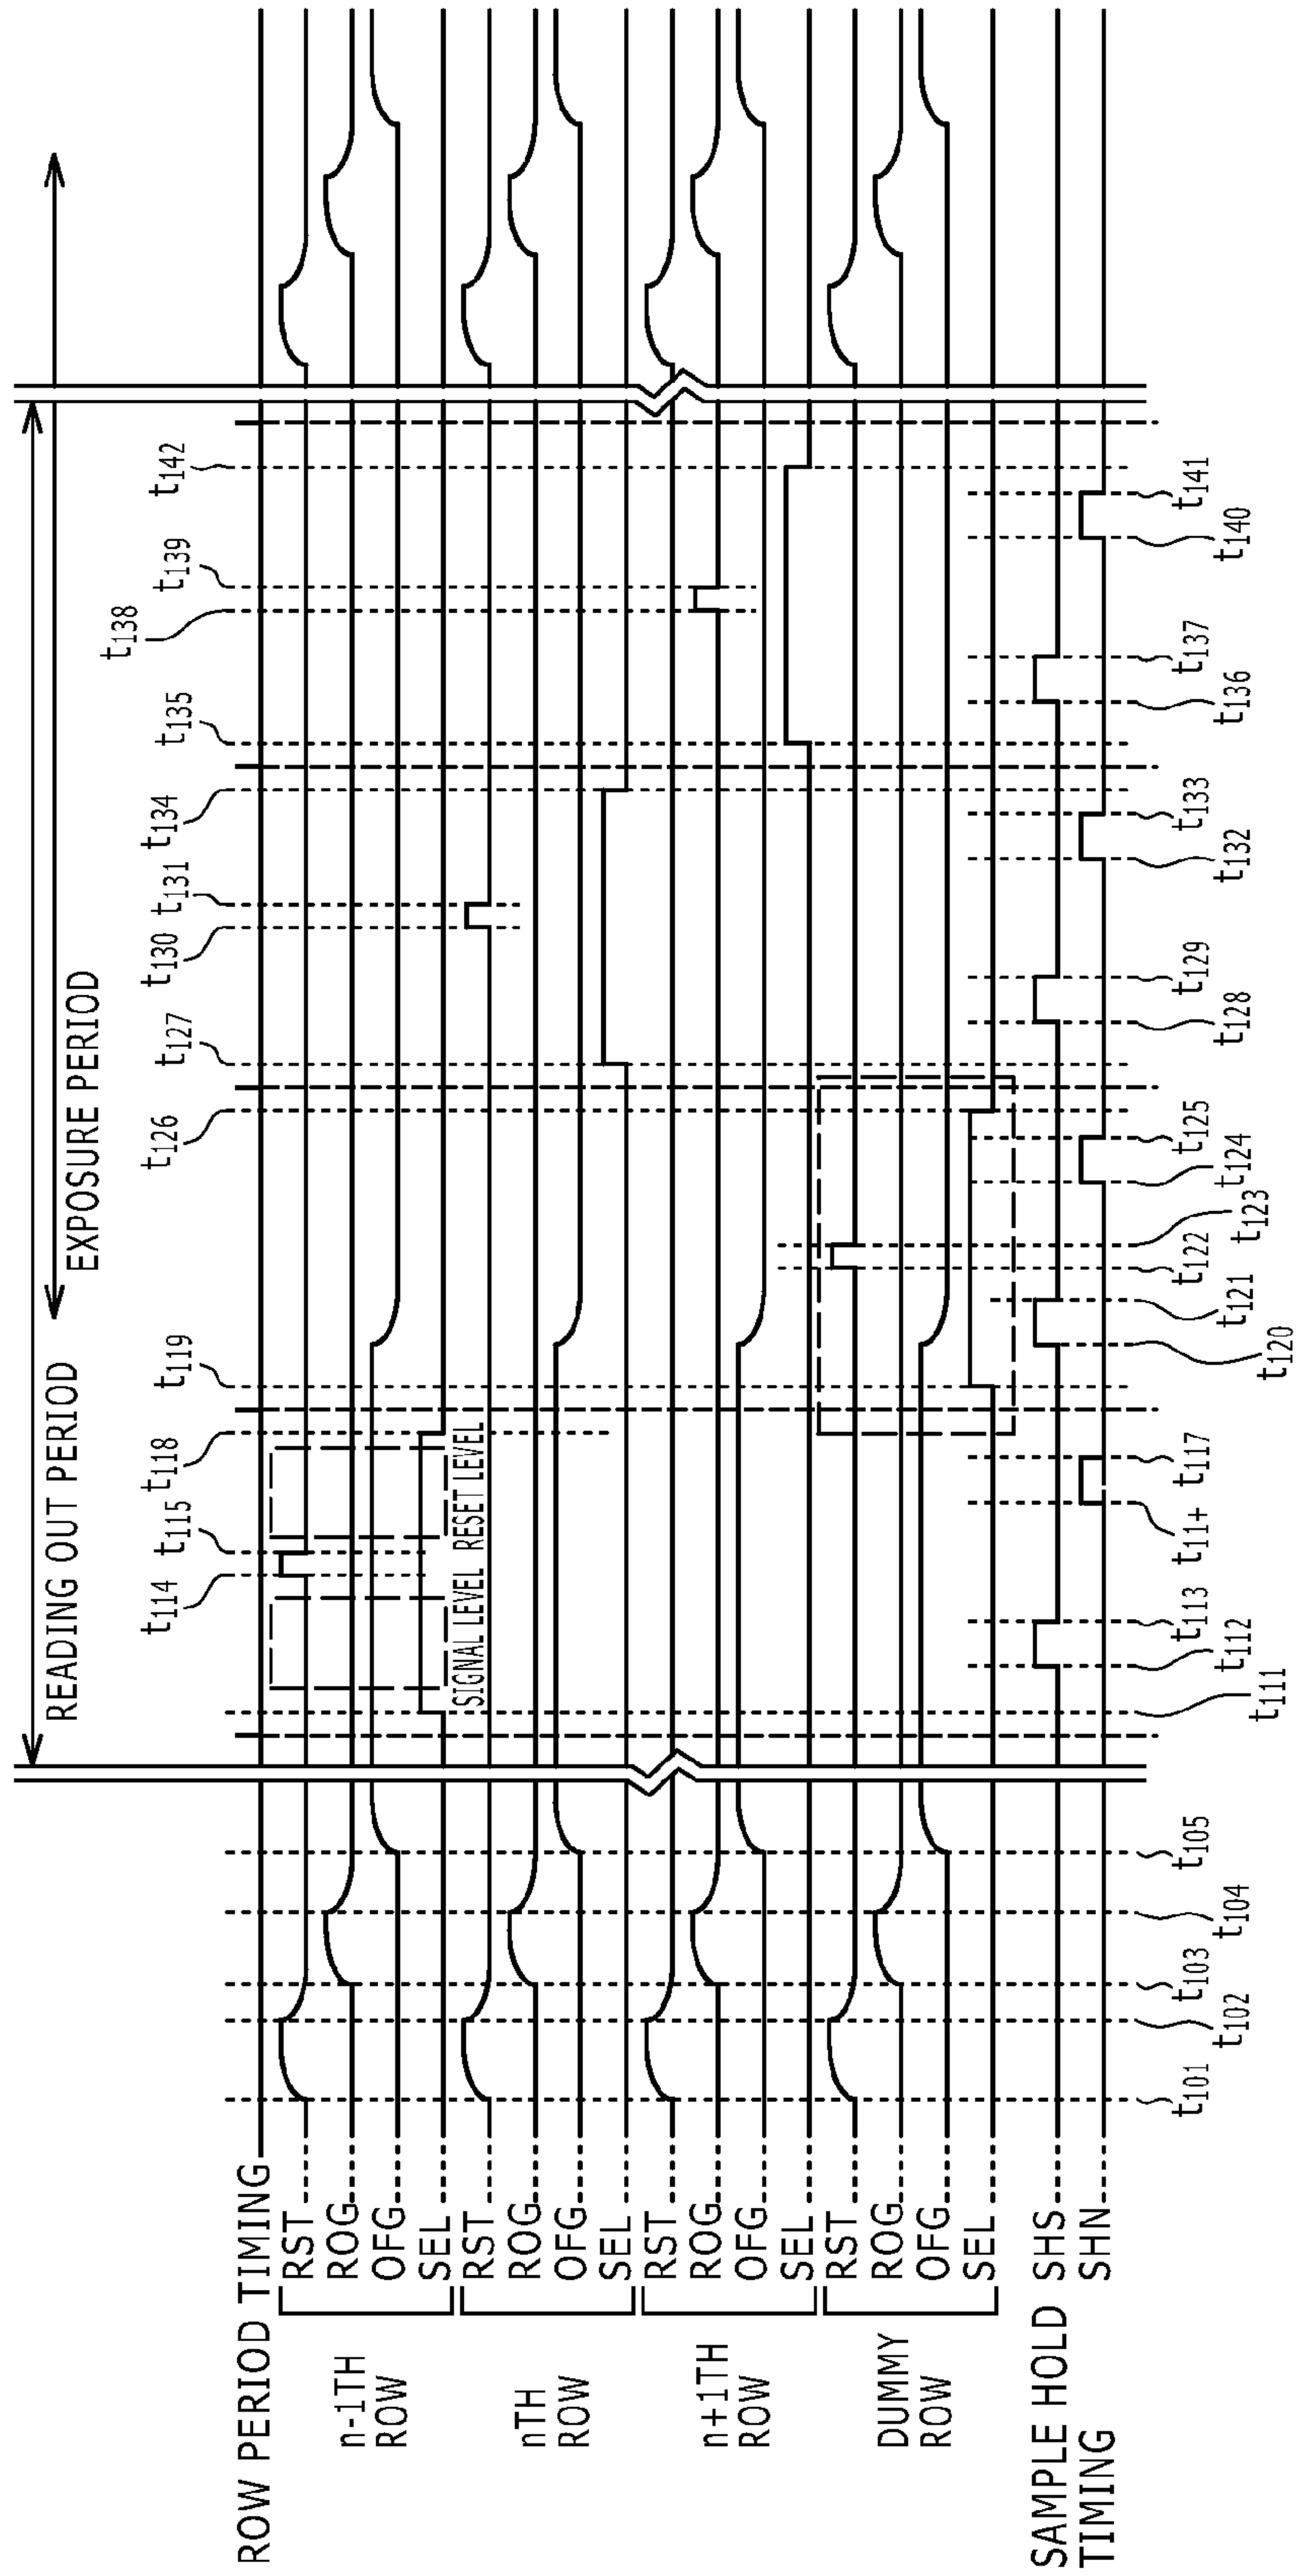 READING OUT PERIOD
EXPOSURE PERIOD
t114
t115
t118
t119
t126
t127
t130
t131
t134
t135
t138
t139
t142
ROW PERIOD TIMING
n-1TH
ROW
RST
ROG
OFG
SEL
SIGNAL LEVEL
RESET LEVEL
nTH
ROW
RST
ROG
OFG
SEL
n+1TH
ROW
RST
ROG
OFG
SEL
DUMMY
ROW
RST
ROG
OFG
SEL
SAMPLE HOLD
TIMING
SHS
SHN
t101
t102
t103
t104
t105
t111
t112
t113
t11+
t117
t120
t121
t122
t123
t124
t125
t128
t129
t132
t133
t136
t137
t140
t141